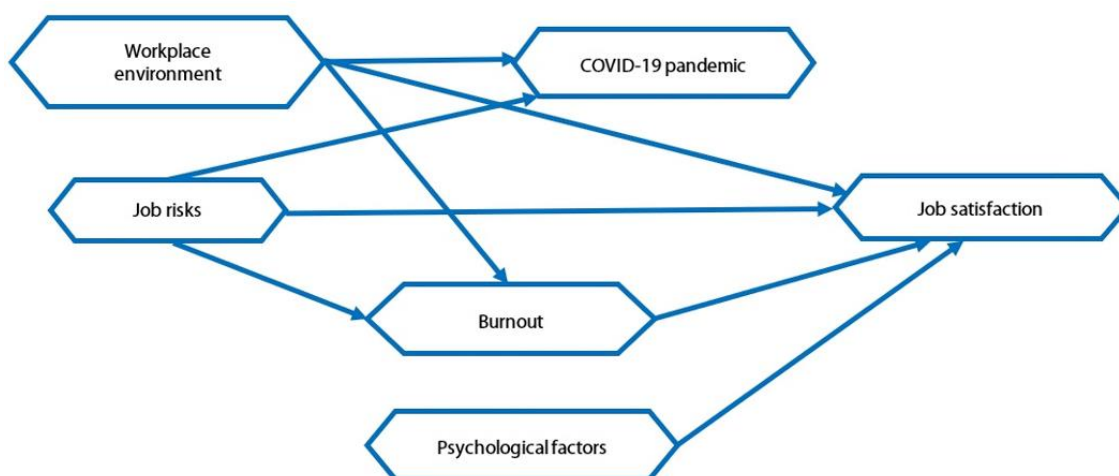 Workplace
environment
COVID-19 pandemic
Job risks
Job satisfaction
Burnout
Psychological factors